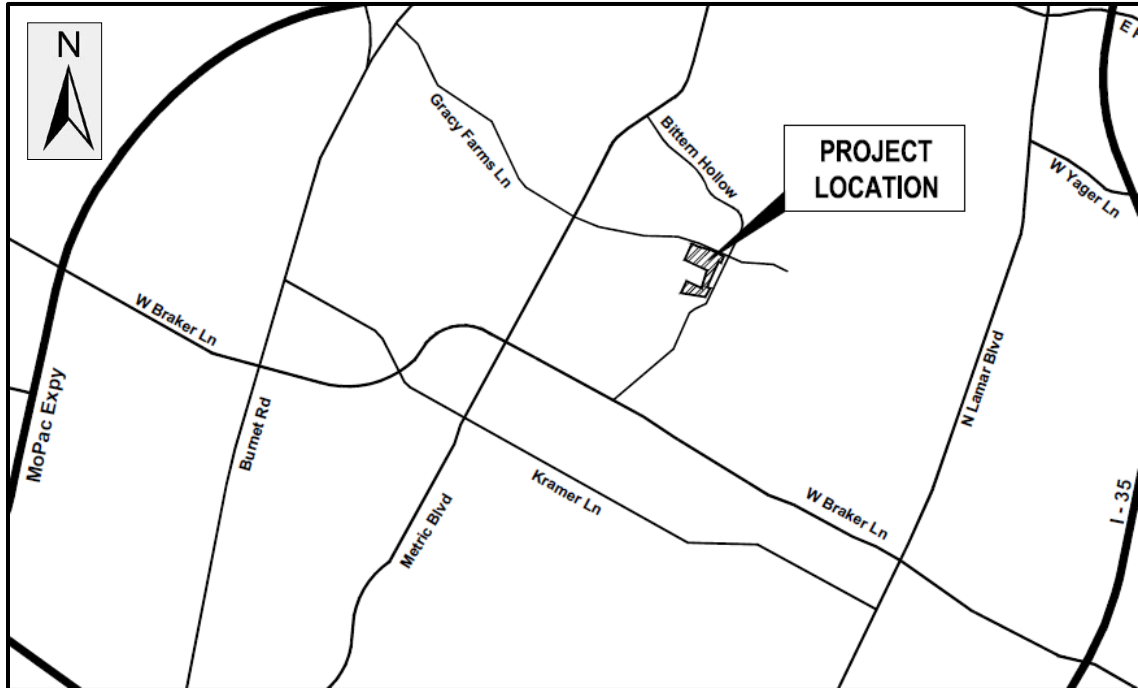 N
E P
Gracy Farms Ln
Bittern Hollow
PROJECT
LOCATION
W Yager Ln
W Braker Ln
MoPac Expy
Burnet Rd
N Lamar Blvd
Kramer Ln
Metric Blvd
W Braker Ln
I - 35